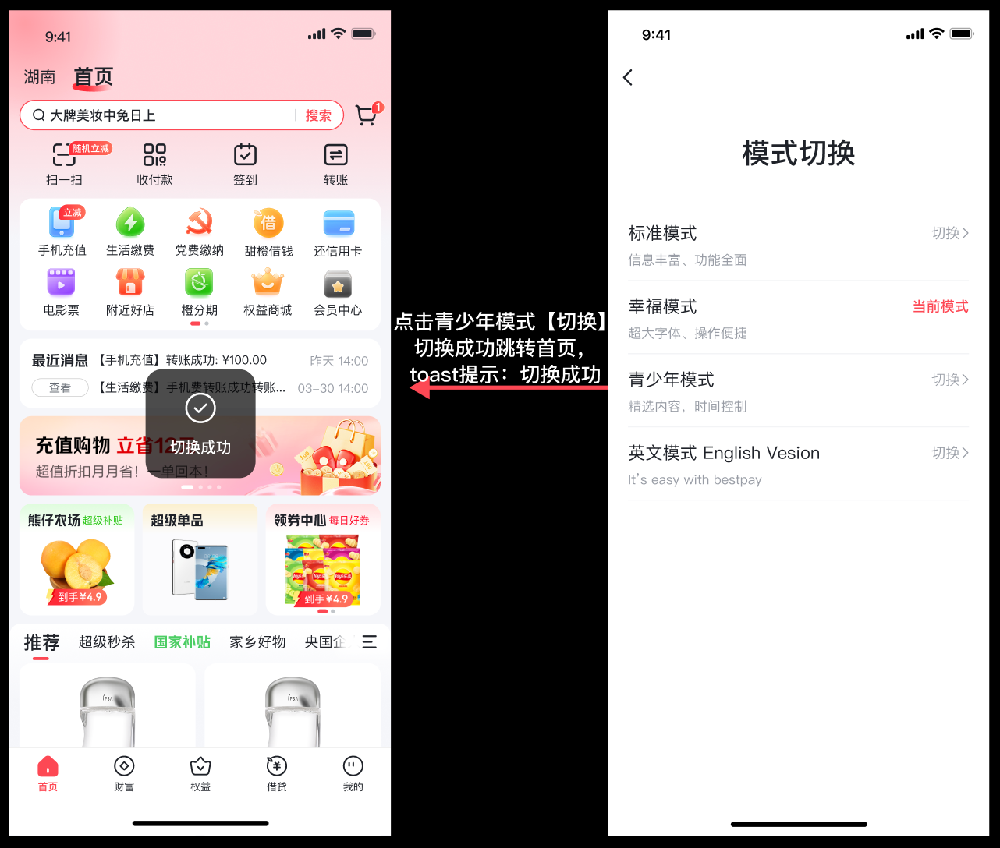 9:41
湖南
首页
大牌美妆中免日上
搜索
1
随机立减
扫一扫
收付款
签到
转账
立减
手机充值
生活缴费
党费缴纳
借
甜橙借钱
还信用卡
电影票
附近好店
橙分期
权益商城
会员中心
最近消息
【手机充值】转账成功: ¥100.00
昨天 14:00
查看
【生活缴费】手机费转账成功转账...
03-30 14:00
切换成功
充值购物 立省12元
超值折扣月月省！一单回本！
100
100
熊仔农场
超级补贴
到手¥4.9
超级单品
领券中心
每日好券
到手¥4.9
推荐
超级秒杀
国家补贴
家乡好物
央国企
IPSA
IPSA
首页
财富
权益
借贷
我的
点击青少年模式【切换】
切换成功跳转首页，
toast提示：切换成功
9:41
模式切换
标准模式
切换
信息丰富、功能全面
幸福模式
当前模式
超大字体、操作便捷
青少年模式
切换
精选内容，时间控制
英文模式 English Vesion
切换
It's easy with bestpay